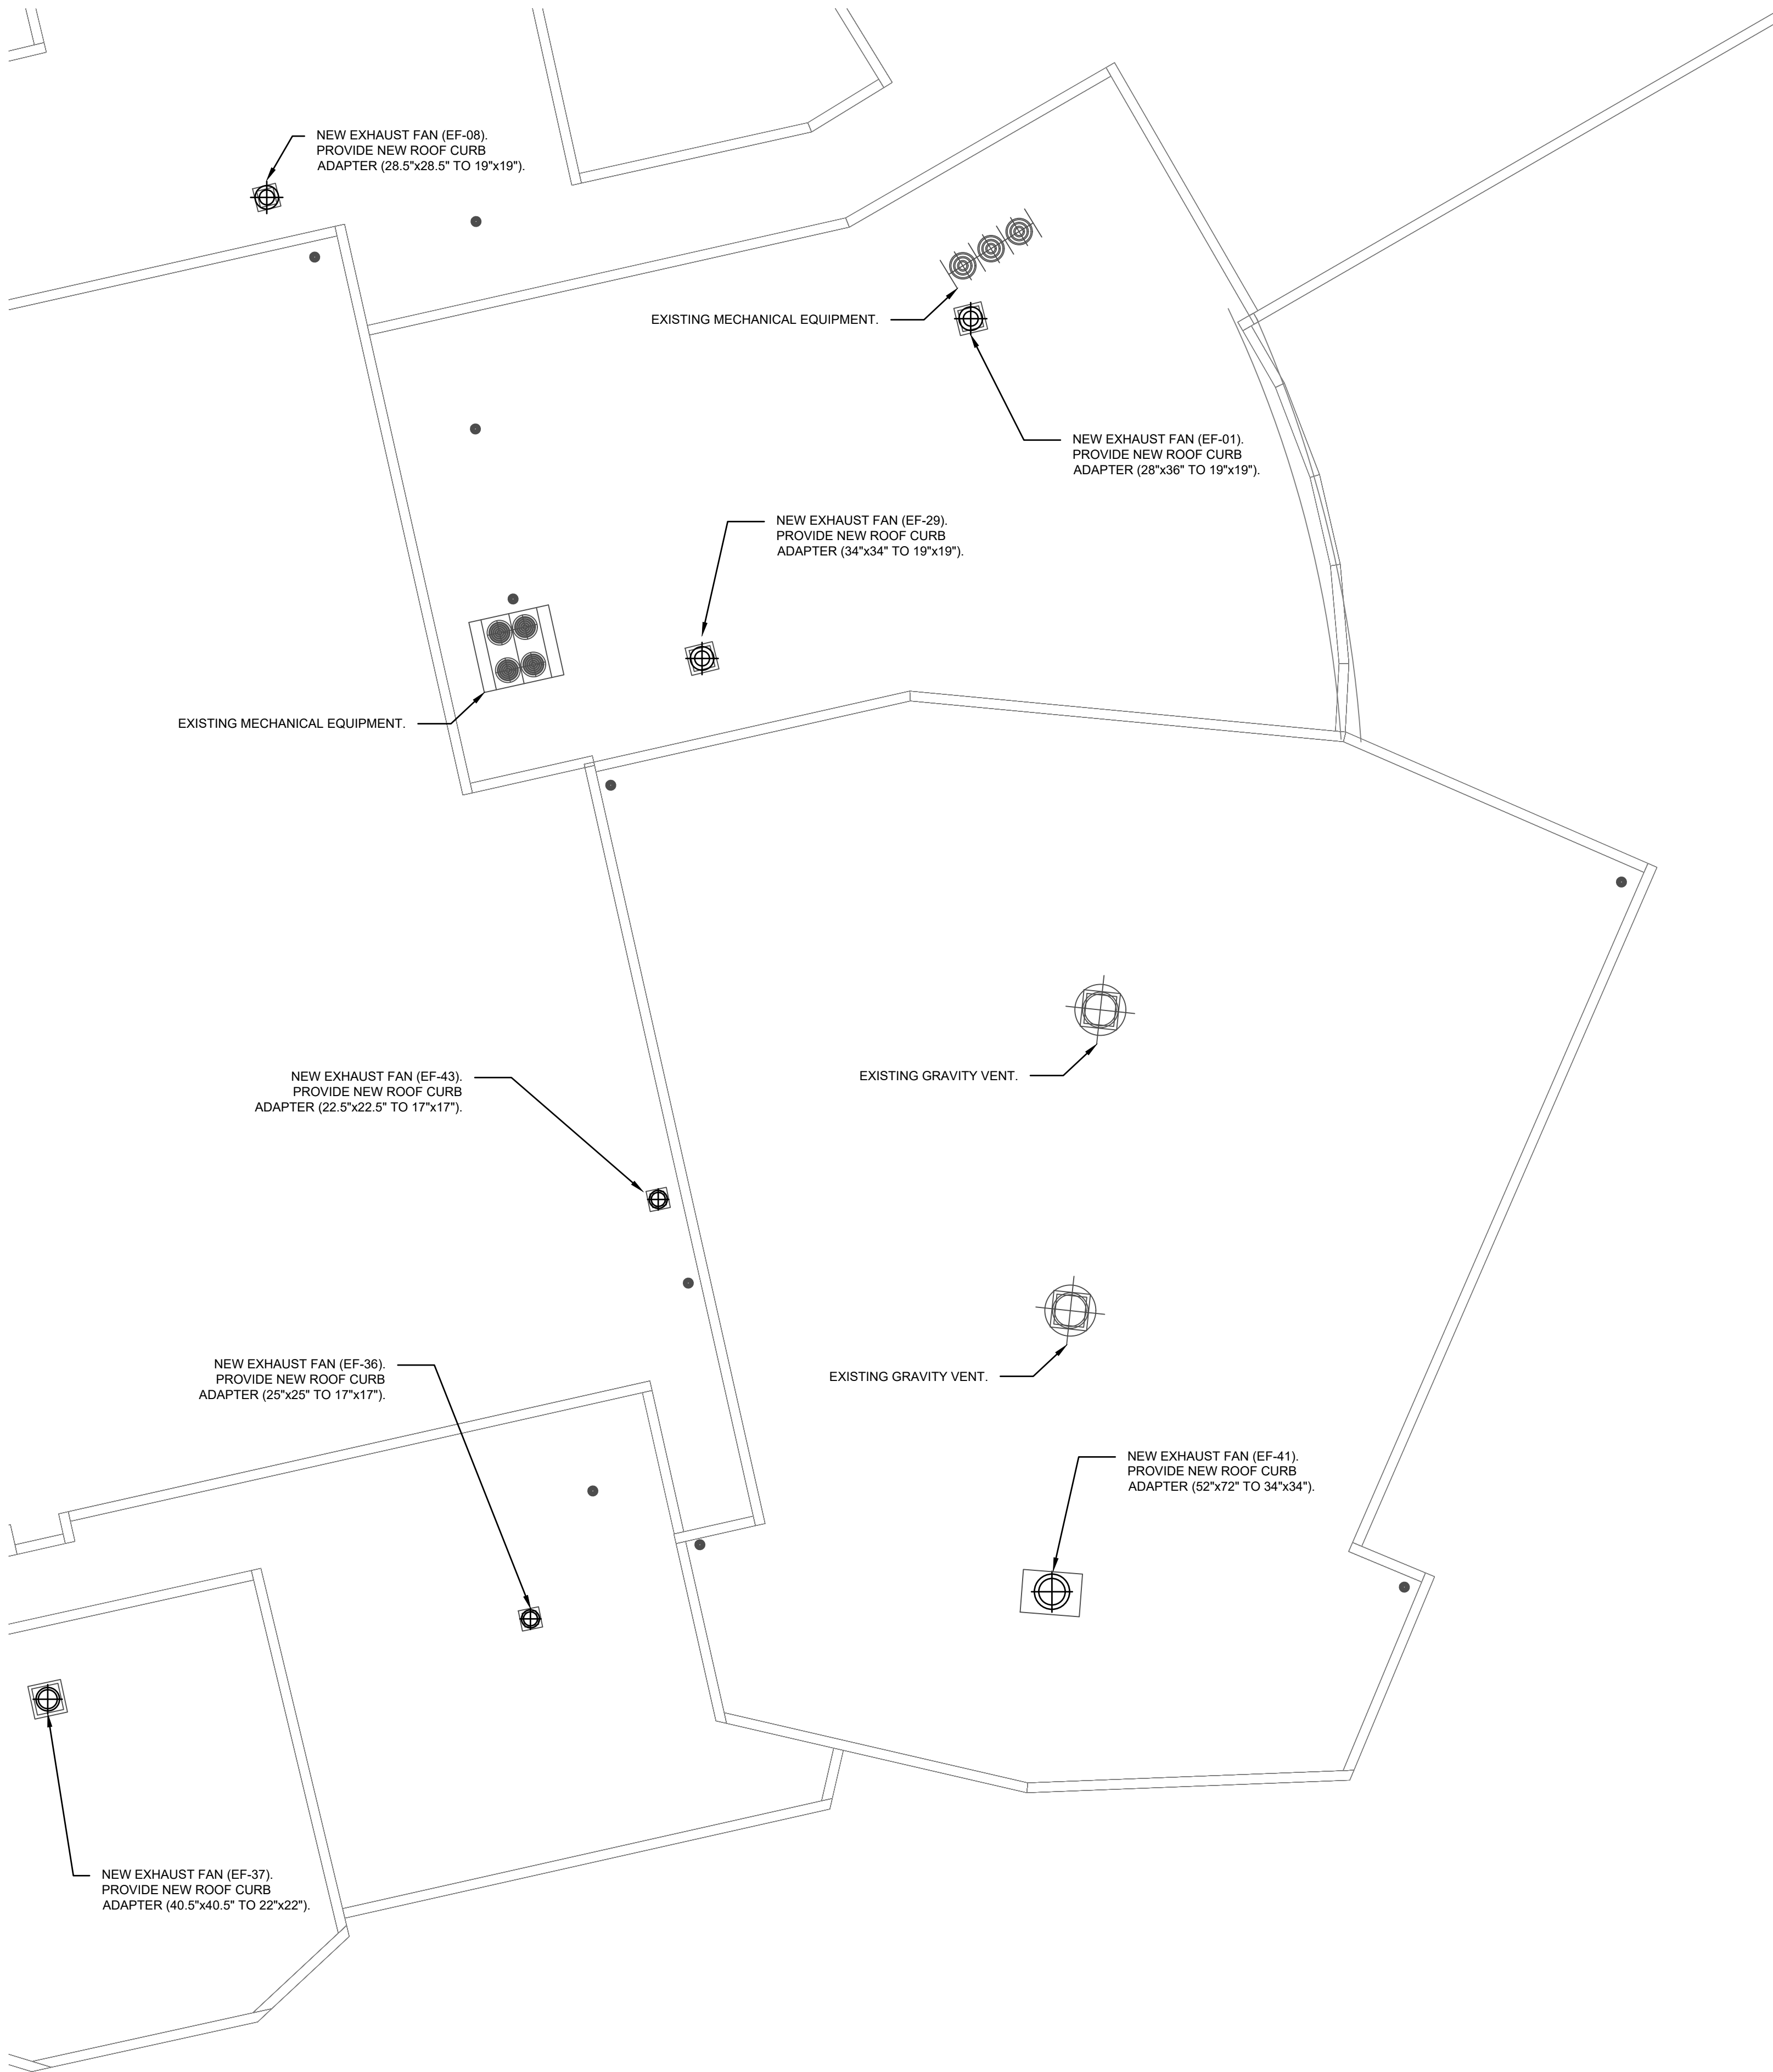 NEW EXHAUST FAN (EF-08).
PROVIDE NEW ROOF CURB
ADAPTER (28.5"x28.5" TO 19"x19").
EXISTING MECHANICAL EQUIPMENT.
NEW EXHAUST FAN (EF-01).
PROVIDE NEW ROOF CURB
ADAPTER (28"x36" TO 19"x19").
NEW EXHAUST FAN (EF-29).
PROVIDE NEW ROOF CURB
ADAPTER (34"x34" TO 19"x19").
EXISTING MECHANICAL EQUIPMENT.
NEW EXHAUST FAN (EF-43).
PROVIDE NEW ROOF CURB
ADAPTER (22.5"x22.5" TO 17"x17").
EXISTING GRAVITY VENT.
NEW EXHAUST FAN (EF-36).
PROVIDE NEW ROOF CURB
ADAPTER (25"x25" TO 17"x17").
EXISTING GRAVITY VENT.
NEW EXHAUST FAN (EF-41).
PROVIDE NEW ROOF CURB
ADAPTER (52"x72" TO 34"x34").
NEW EXHAUST FAN (EF-37).
PROVIDE NEW ROOF CURB
ADAPTER (40.5"x40.5" TO 22"x22").